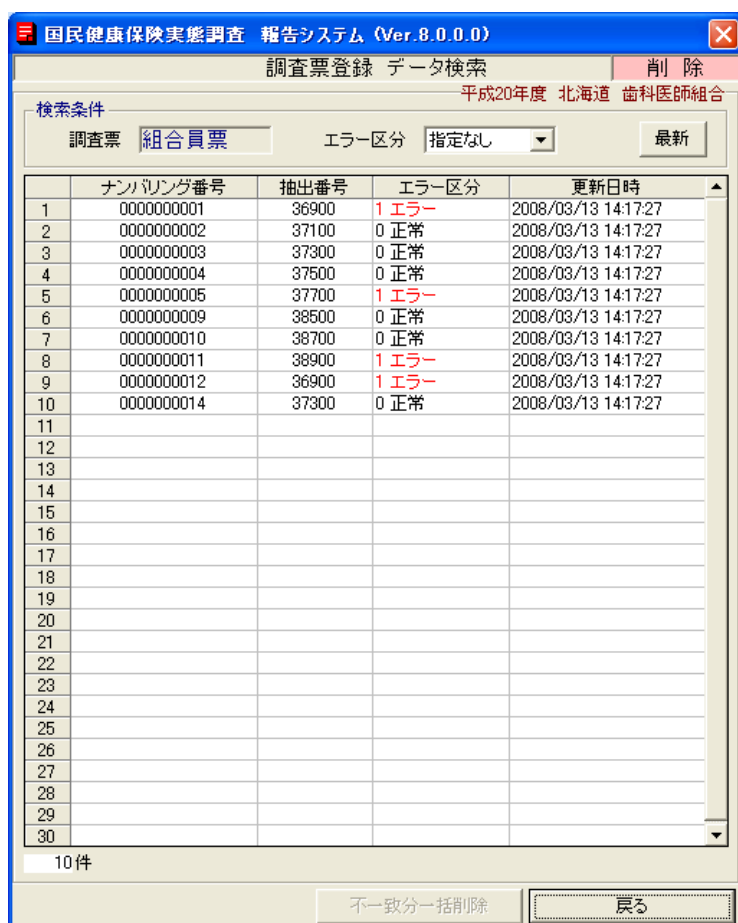 国民健康保険実態調査 報告システム (Ver.8.0.0.0)
調査票登録 データ検索 削 除
平成20年度 北海道 歯科医師組合
検索条件
調査票 組合員票 エラー区分 指定なし 最新
ナンバリング番号 抽出番号 エラー区分 更新日時
1 0000000001 36900 1 エラー 2008/03/13 14:17:27
2 0000000002 37100 0 正常 2008/03/13 14:17:27
3 0000000003 37300 0 正常 2008/03/13 14:17:27
4 0000000004 37500 0 正常 2008/03/13 14:17:27
5 0000000005 37700 1 エラー 2008/03/13 14:17:27
6 0000000009 38500 0 正常 2008/03/13 14:17:27
7 0000000010 38700 0 正常 2008/03/13 14:17:27
8 0000000011 38900 1 エラー 2008/03/13 14:17:27
9 0000000012 36900 1 エラー 2008/03/13 14:17:27
10 0000000014 37300 0 正常 2008/03/13 14:17:27
11
12
13
14
15
16
17
18
19
20
21
22
23
24
25
26
27
28
29
30
10件
不一致分一括削除 戻る